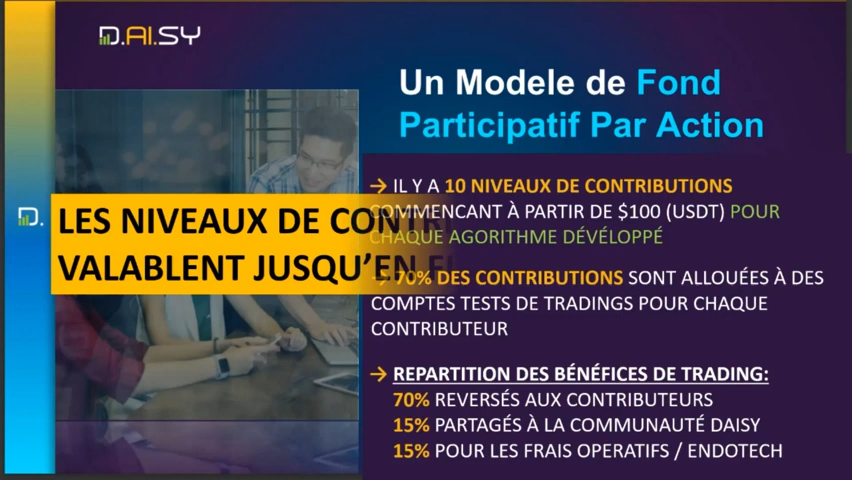 D.AI.SY
Un Modele de Fond
Participatif Par Action
→ IL Y A 10 NIVEAUX DE CONTRIBUTIONS
COMMENCANT À PARTIR DE $100 (USDT) POUR
CHAQUE AGORITHME DÉVÉLOPPÉ
D.
LES NIVEAUX DE CONTR
VALABLENT JUSQU’EN
→ 70% DES CONTRIBUTIONS SONT ALLOUÉES À DES
COMPTES TESTS DE TRADINGS POUR CHAQUE
CONTRIBUTEUR
→ REPARTITION DES BÉNÉFICES DE TRADING:
70% REVERSÉS AUX CONTRIBUTEURS
15% PARTAGÉS À LA COMMUNAUTÉ DAISY
15% POUR LES FRAIS OPERATIFS / ENDOTECH